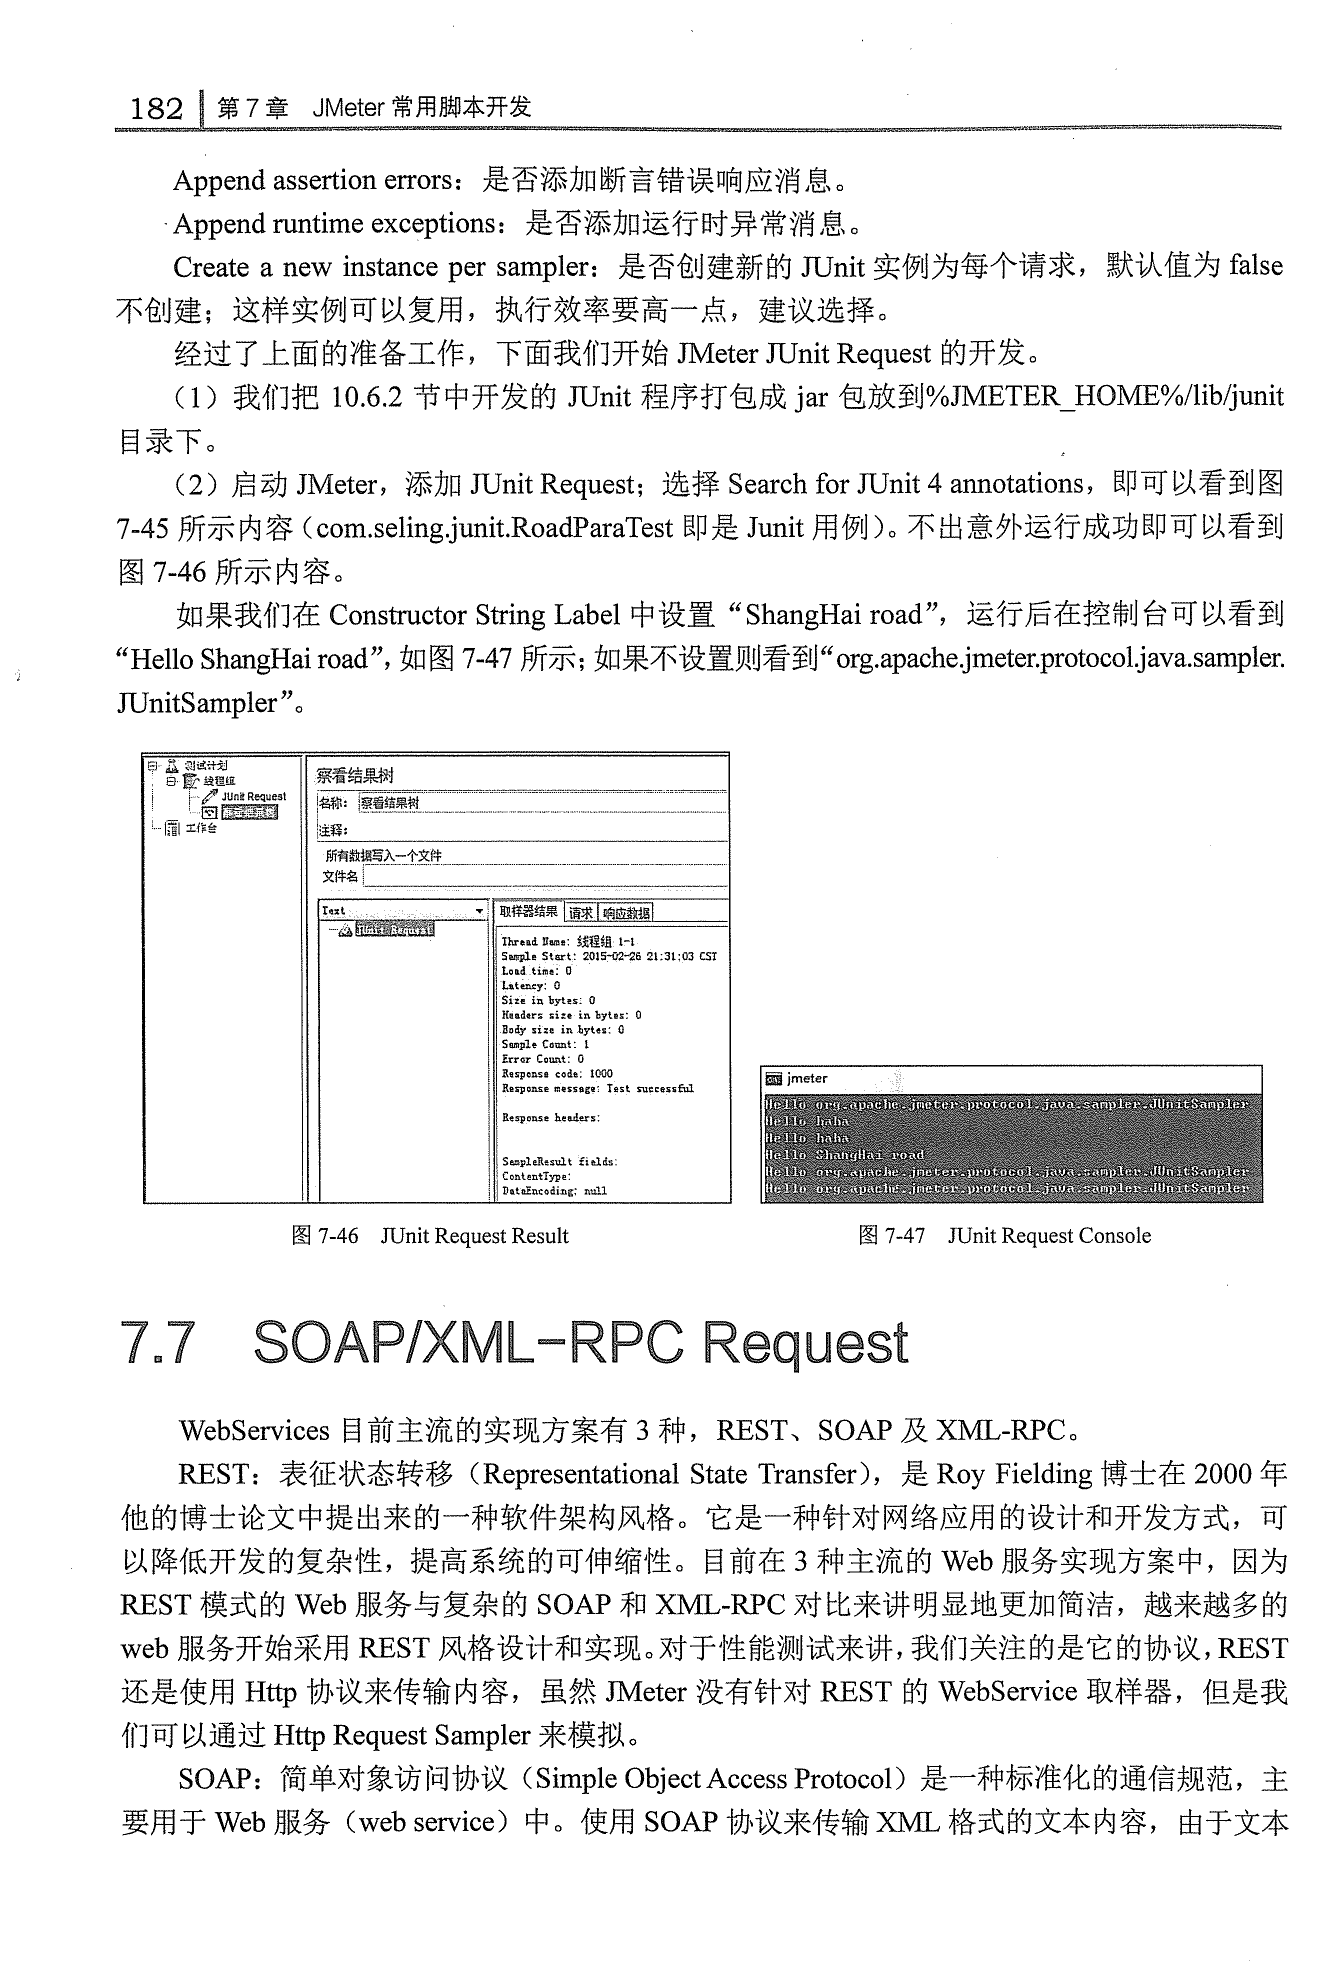 182 第7章 JMeter 常用脚本开发
Append assertion errors：是否添加断言错误响应消息。
Append runtime exceptions：是否添加运行时异常消息。
Create a new instance per sampler：是否创建新的 JUnit 实例为每个请求，默认值为 false
不创建；这样实例可以复用，执行效率要高一点，建议选择。
经过了上面的准备工作，下面我们开始 JMeter JUnit Request 的开发。
（1）我们把 10.6.2 节中开发的 JUnit 程序打包成 jar 包放到%JMETER_HOME%/lib/junit
目录下。
（2）启动 JMeter，添加 JUnit Request；选择 Search for JUnit 4 annotations，即可以看到图
7-45 所示内容（com.seling.junit.RoadParaTest 即是 Junit 用例）。不出意外运行成功即可以看到
图 7-46 所示内容。
如果我们在 Constructor String Label 中设置“ShangHai road”，运行后在控制台可以看到
“Hello ShangHai road”，如图 7-47 所示；如果不设置则看到“org.apache.jmeter.protocol.java.sampler.
JUnitSampler”。
测试计划
线程组
JUnit Request
工作台
察看结果树
名称：察看结果树
注释：
所有数据写入一个文件
文件名
Text
JUnit Request
取样器结果 请求 响应数据
Thread Name: 线程组 1-1
Sample Start: 2015-02-26 21:31:03 CST
Load time: 0
Latency: 0
Size in bytes: 0
Headers size in bytes: 0
Body size in bytes: 0
Sample Count: 1
Error Count: 0
Response code: 1000
Response message: Test successful
Response headers:
SampleResult fields:
ContentType:
DataEncoding: null
jmeter
Hello org.apache.jmeter.protocol.java.sampler.JUnitSampler
Hello haha
Hello haha
Hello ShangHai road
Hello org.apache.jmeter.protocol.java.sampler.JUnitSampler
Hello org.apache.jmeter.protocol.java.sampler.JUnitSampler
图 7-46 JUnit Request Result
图 7-47 JUnit Request Console
7.7 SOAP/XML-RPC Request
WebServices 目前主流的实现方案有 3 种，REST、SOAP 及 XML-RPC。
REST：表征状态转移（Representational State Transfer），是 Roy Fielding 博士在 2000 年
他的博士论文中提出来的一种软件架构风格。它是一种针对网络应用的设计和开发方式，可
以降低开发的复杂性，提高系统的可伸缩性。目前在 3 种主流的 Web 服务实现方案中，因为
REST 模式的 Web 服务与复杂的 SOAP 和 XML-RPC 对比来讲明显地更加简洁，越来越多的
web 服务开始采用 REST 风格设计和实现。对于性能测试来讲，我们关注的是它的协议，REST
还是使用 Http 协议来传输内容，虽然 JMeter 没有针对 REST 的 WebService 取样器，但是我
们可以通过 Http Request Sampler 来模拟。
SOAP：简单对象访问协议（Simple Object Access Protocol）是一种标准化的通信规范，主
要用于 Web 服务（web service）中。使用 SOAP 协议来传输 XML 格式的文本内容，由于文本